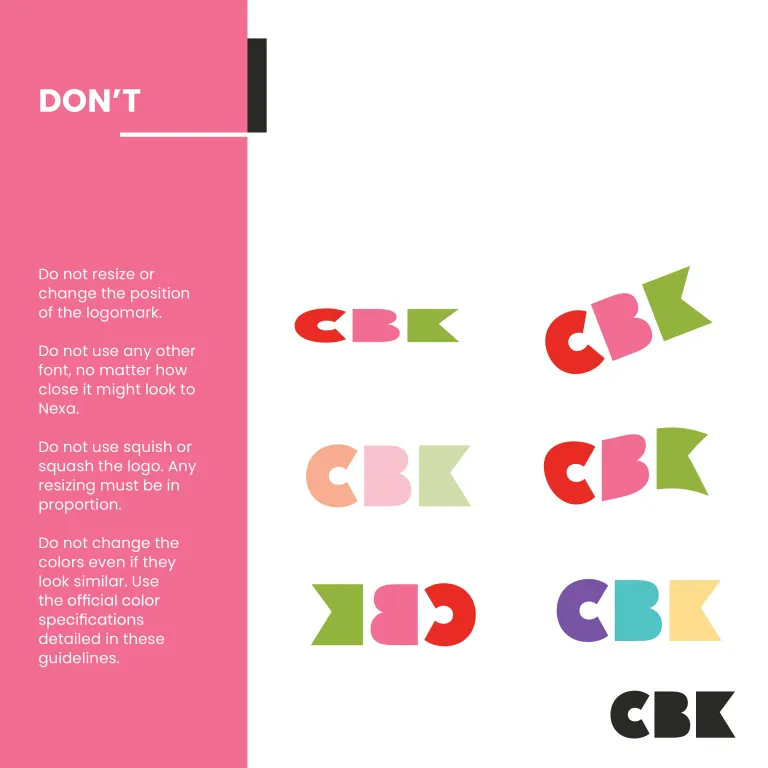 DON’T
Do not resize or
change the position
of the logomark.
Do not use any other
font, no matter how
close it might look to
Nexa.
Do not use squish or
squash the logo. Any
resizing must be in
proportion.
Do not change the
colors even if they
look similar. Use
the official color
specifications
detailed in these
guidelines.
CBK
CBK
CBK
CBK
CBK
CBK
CBK